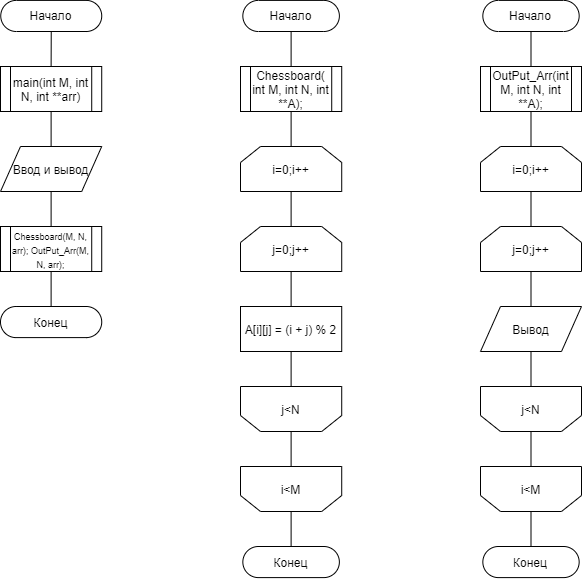 Начало
main(int M, int
N, int **arr)
Ввод и вывод
Chessboard(M, N,
arr); OutPut_Arr(M,
N, arr);
Конец
Начало
Chessboard(
int M, int N, int
**A);
i=0;i++
j=0;j++
A[i][j] = (i + j) % 2
j<N
i<M
Конец
Начало
OutPut_Arr(int
M, int N, int
**A);
i=0;i++
j=0;j++
Вывод
j<N
i<M
Конец